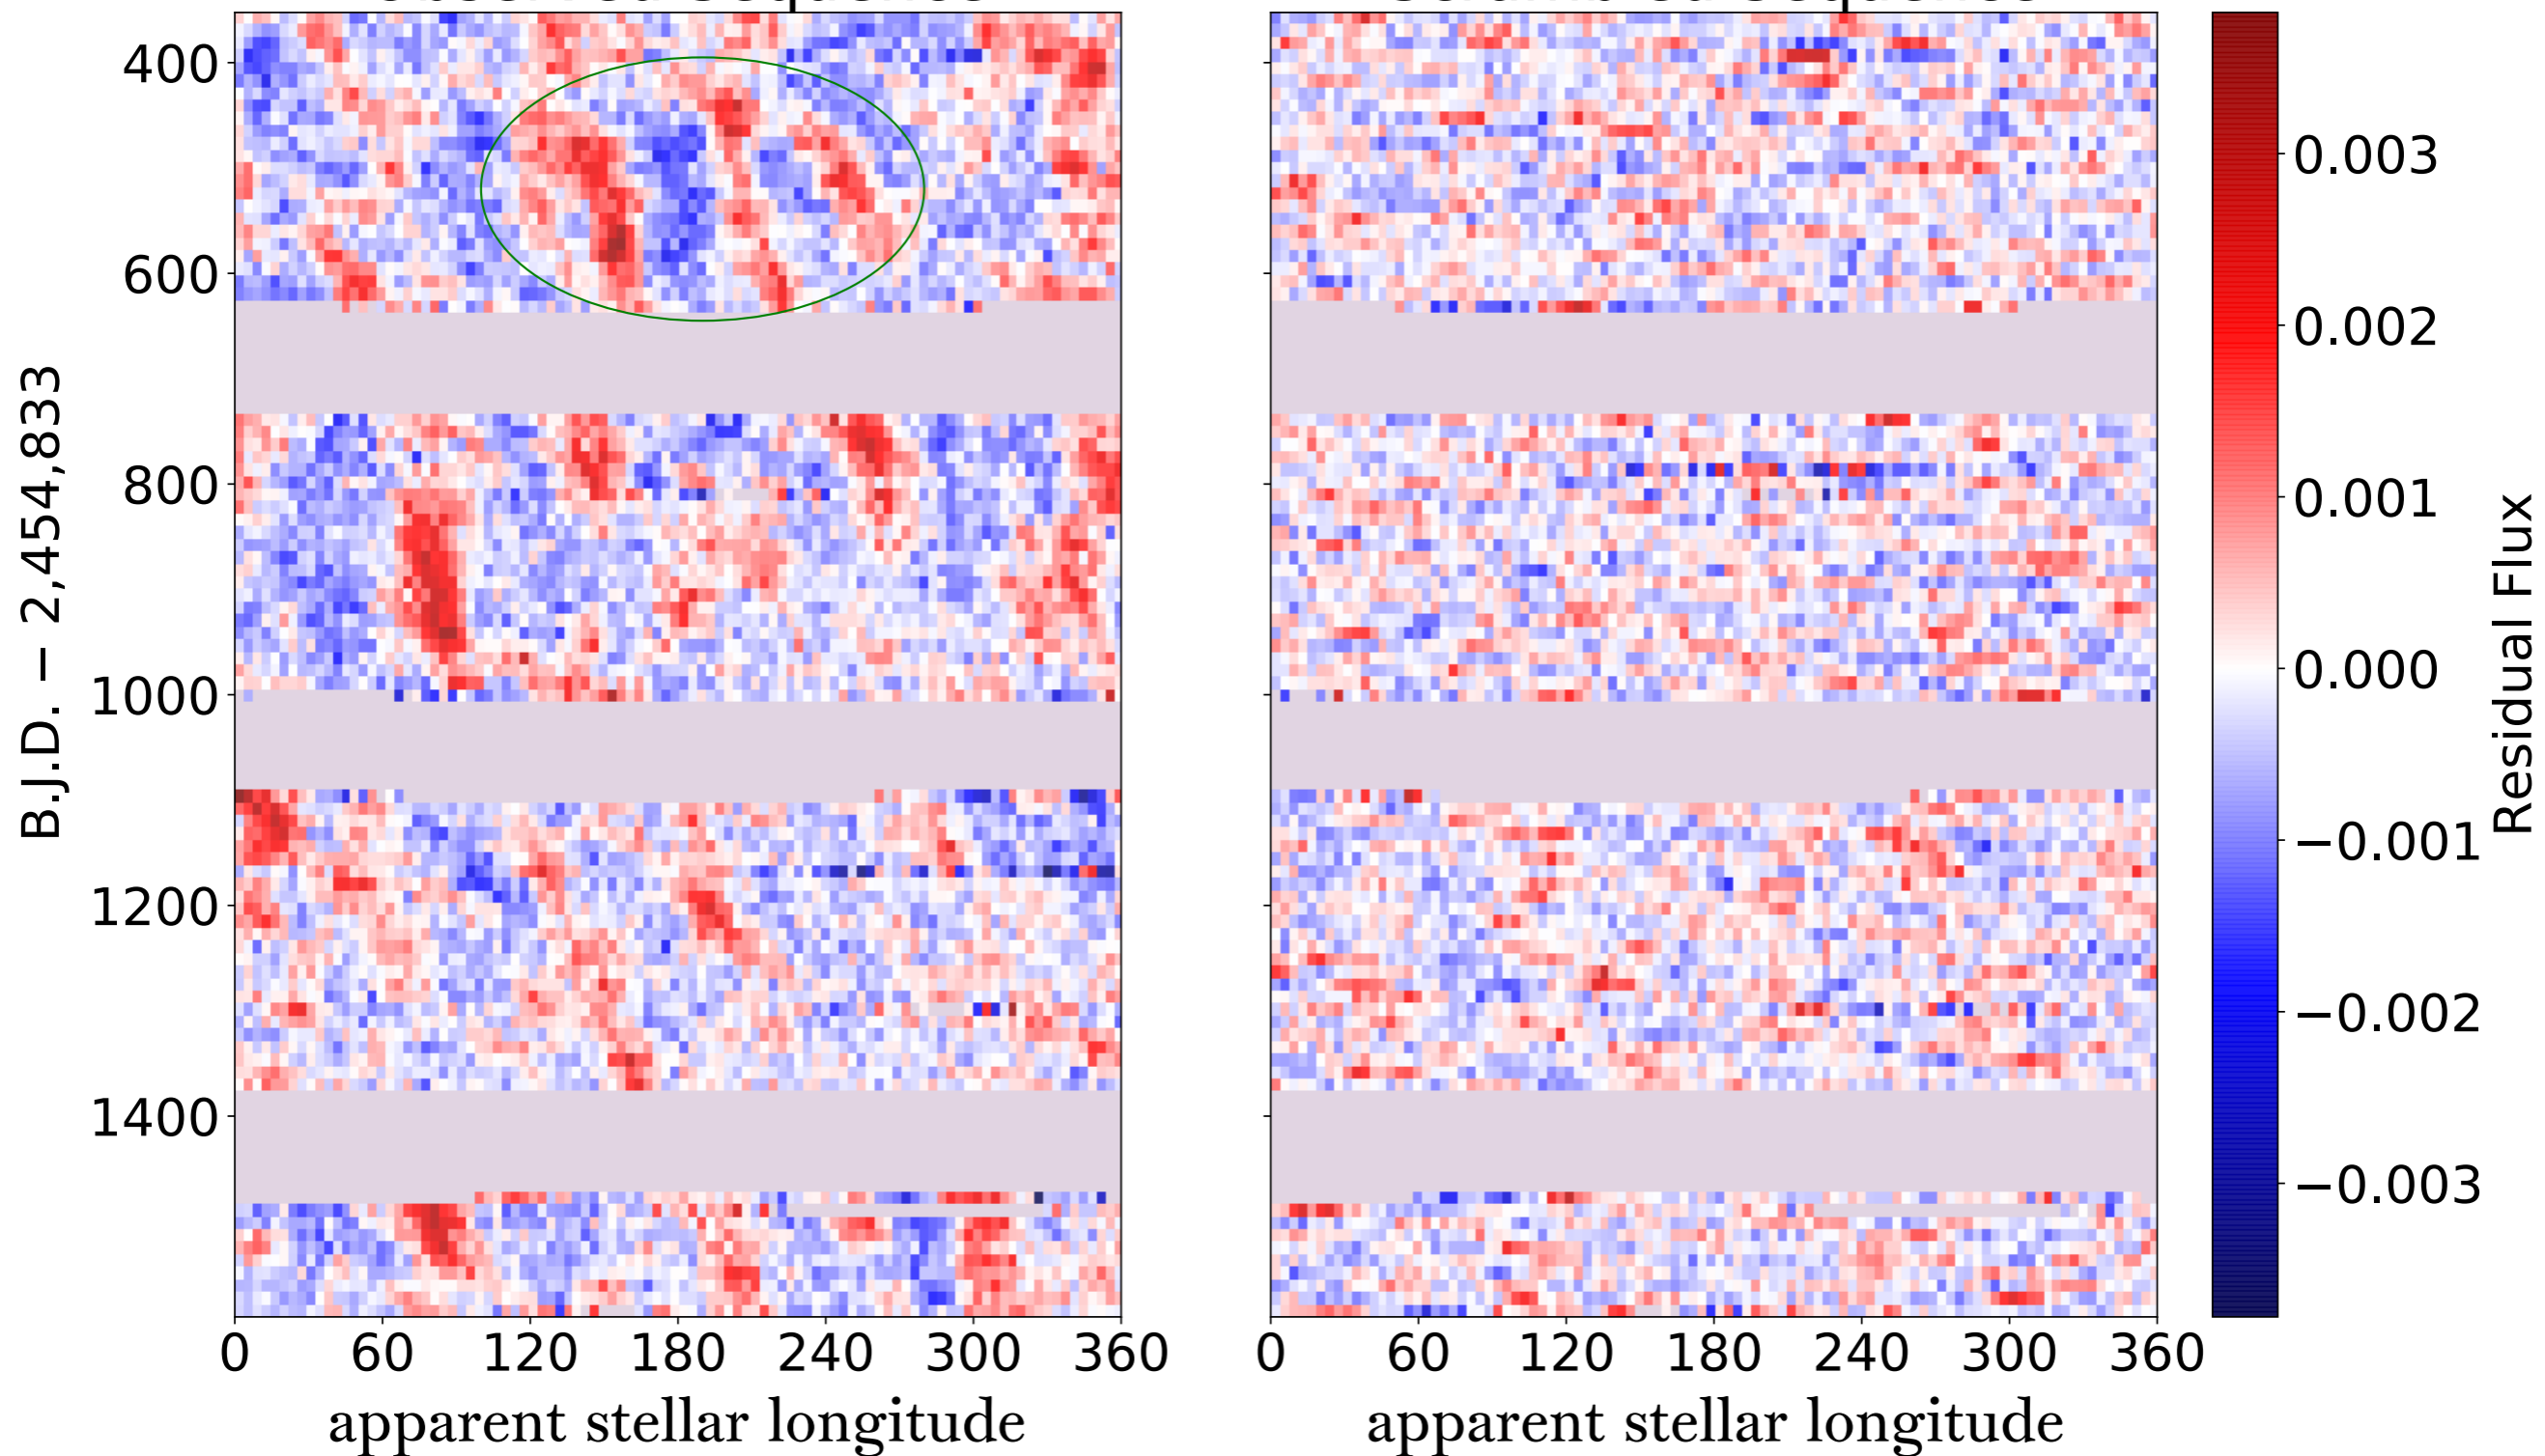 400
600
800
1000
1200
1400
B.J.D. − 2,454,833
0 60 120 180 240 300 360
apparent stellar longitude
0 60 120 180 240 300 360
apparent stellar longitude
0.003
0.002
0.001
0.000
−0.001
−0.002
−0.003
Residual Flux